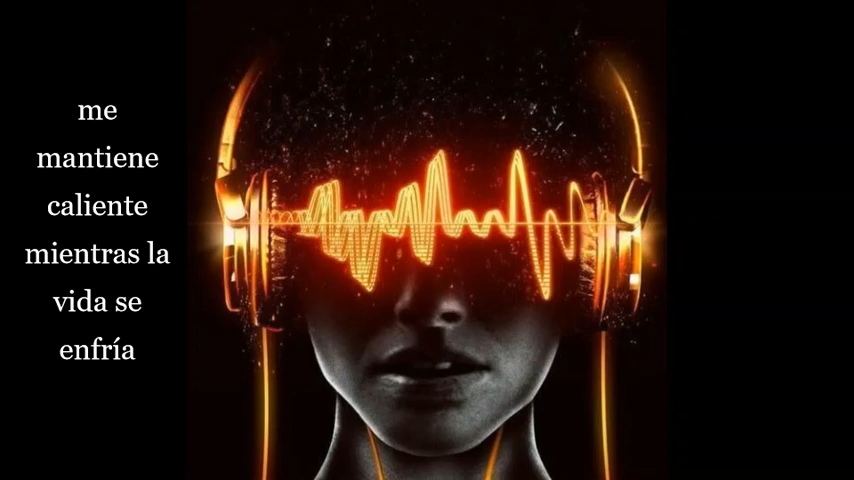 me
mantiene
caliente
mientras la
vida se
enfría